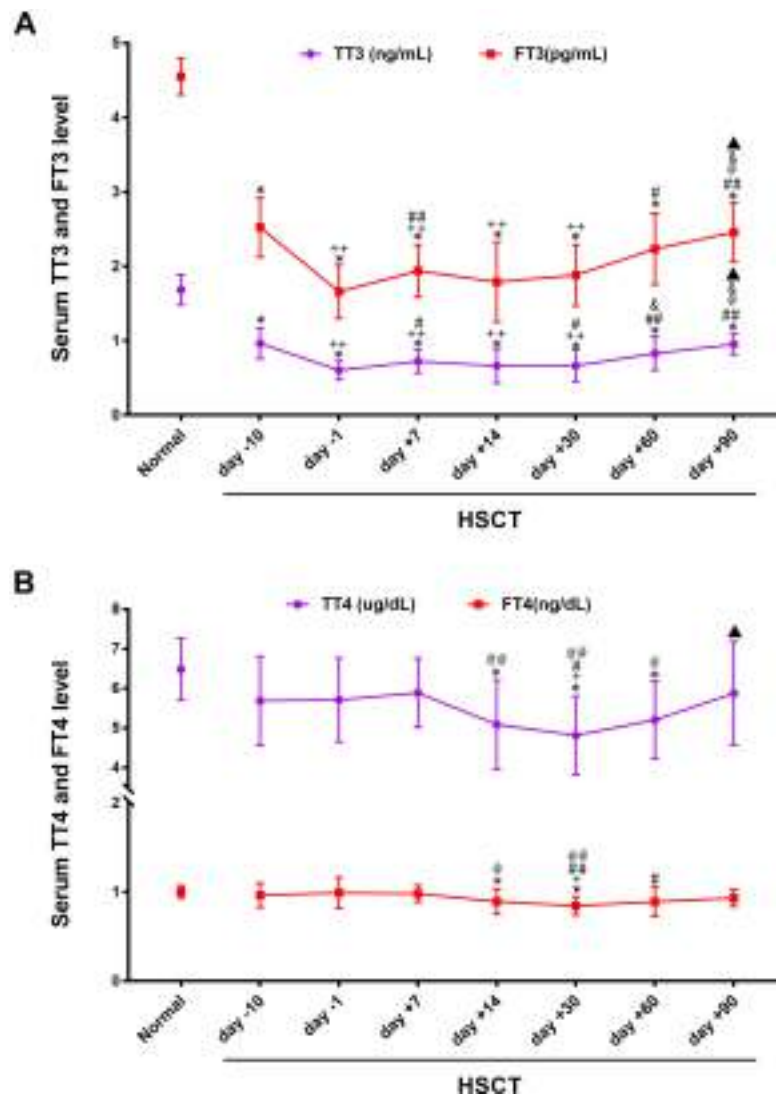 A
TT3 (ng/mL) FT3(pg/mL)
Serum TT3 and FT3 level
5
4
3
2
1
0
Normal
day -10
day -1
day +7
day +14
day +30
day +60
day +90
HSCT
B
TT4 (ug/dL) FT4(ng/dL)
Serum TT4 and FT4 level
8
7
6
5
4
2
1
0
Normal
day -10
day -1
day +7
day +14
day +30
day +60
day +90
HSCT